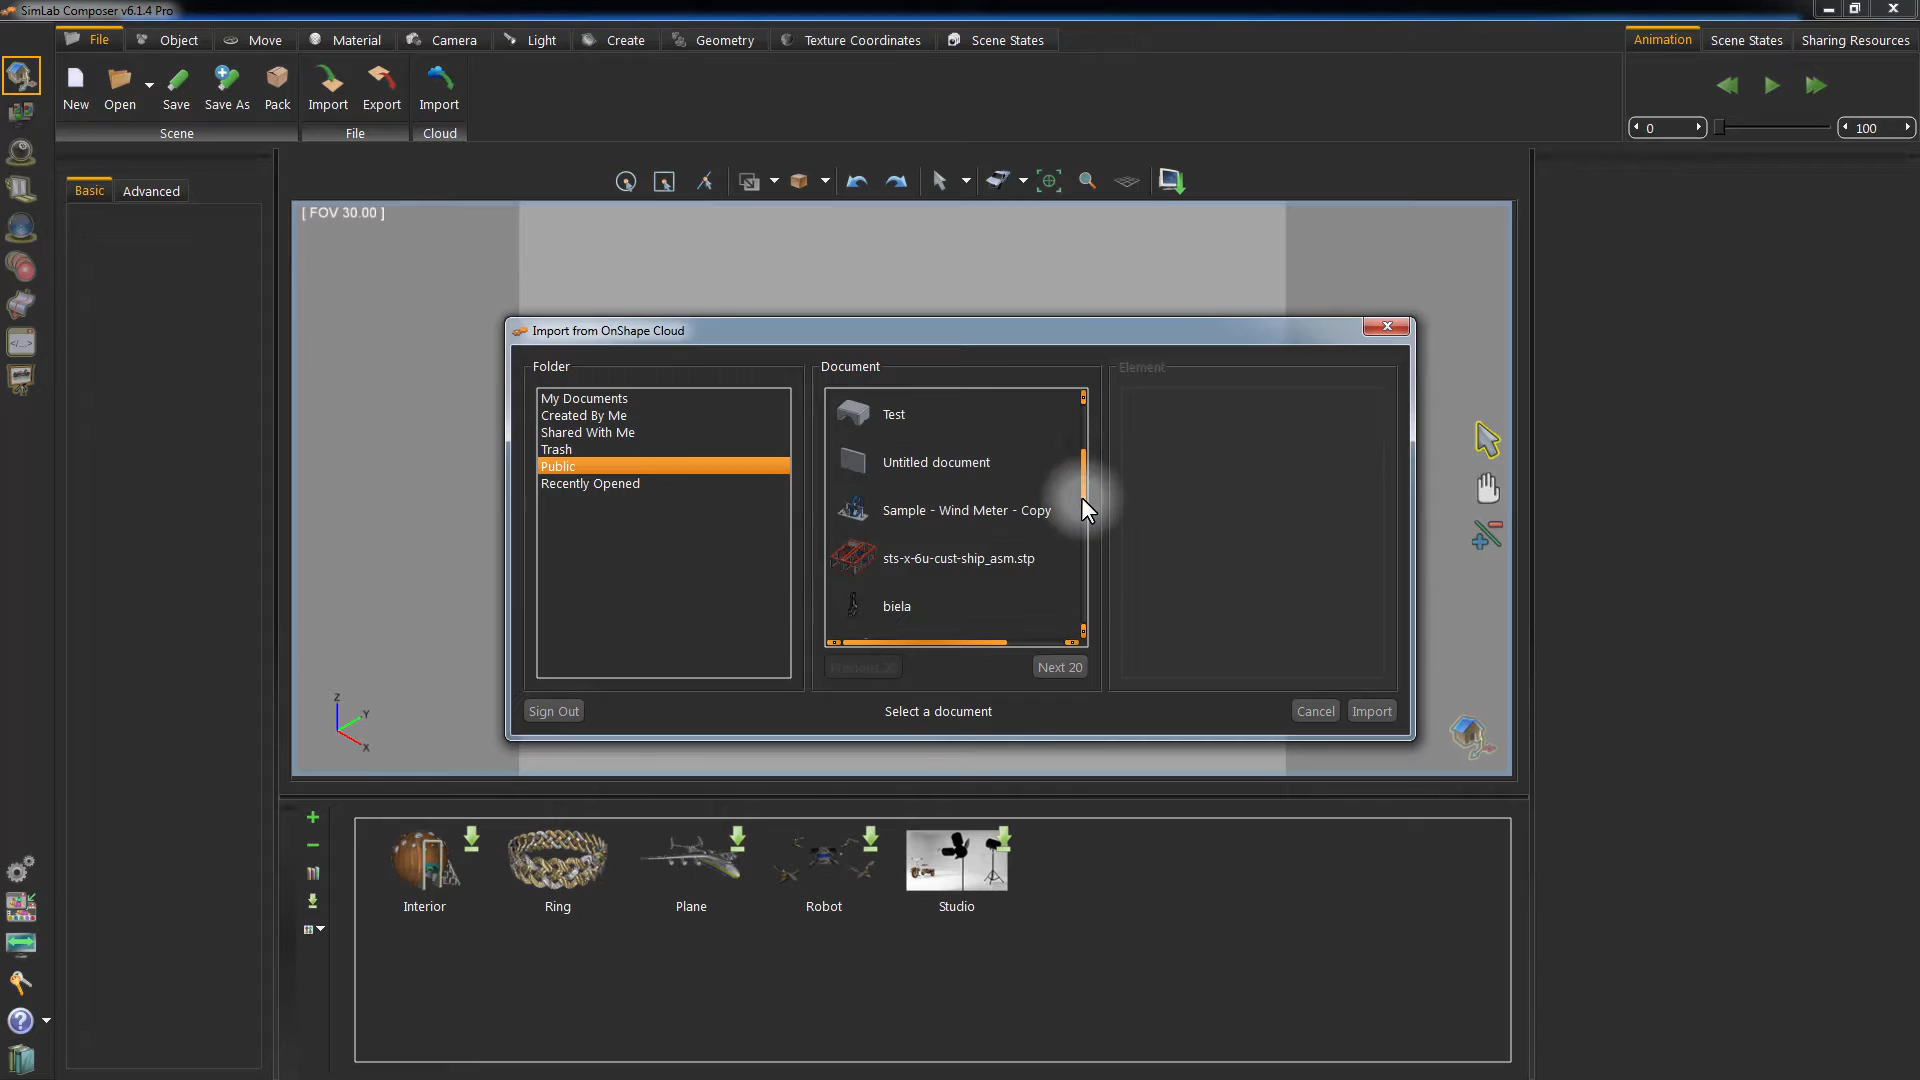 SimLab Composer v6.1.4 Pro
File Object Move Material Camera Light Create Geometry Texture Coordinates Scene States
Animation Scene States Sharing Resources
New Open Save Save As Pack Import Export Import
Scene File Cloud
0 100
Basic Advanced
[ FOV 30.00 ]
Import from OnShape Cloud
Folder Document Element
My Documents
Created By Me
Shared With Me
Trash
Public
Recently Opened
Test
Untitled document
Sample - Wind Meter - Copy
sts-x-6u-cust-ship_asm.stp
biela
Previous 20 Next 20
Sign Out Select a document Cancel Import
Z
Y
X
Interior Ring Plane Robot Studio